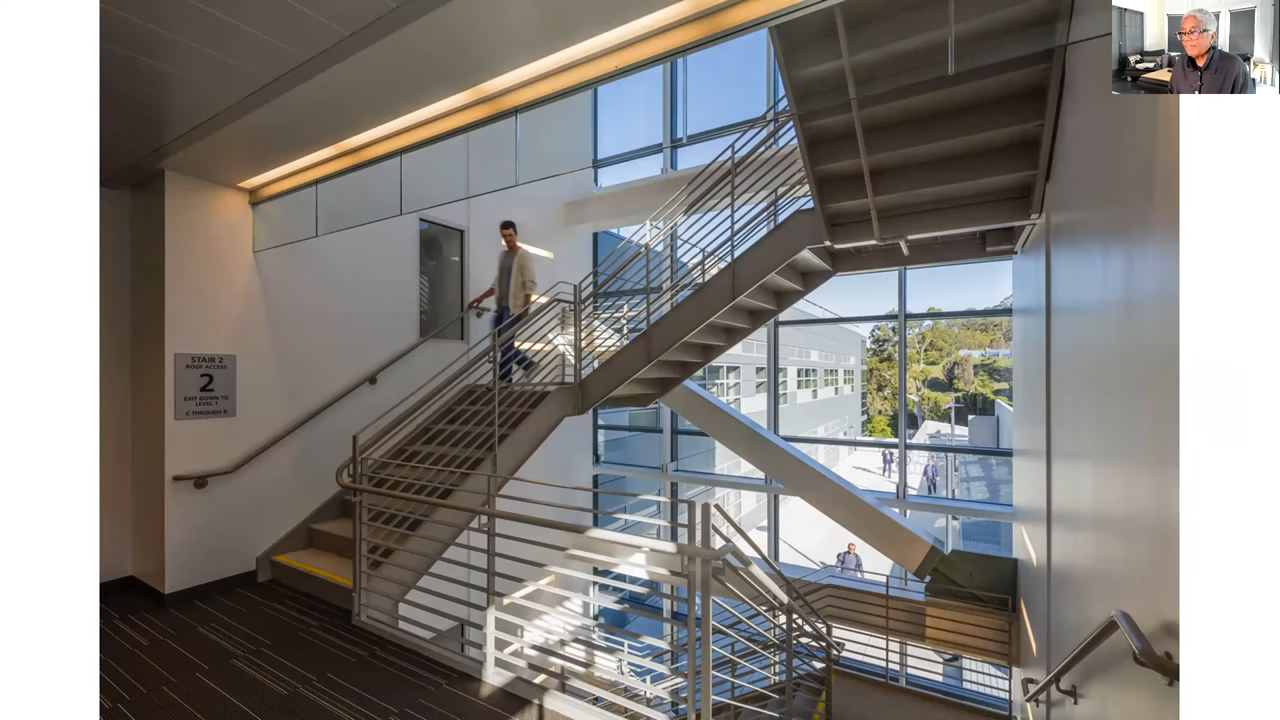 STAIR 2
ROOF ACCESS
2
EXIT DOWN TO
LEVEL 1
C THROUGH R